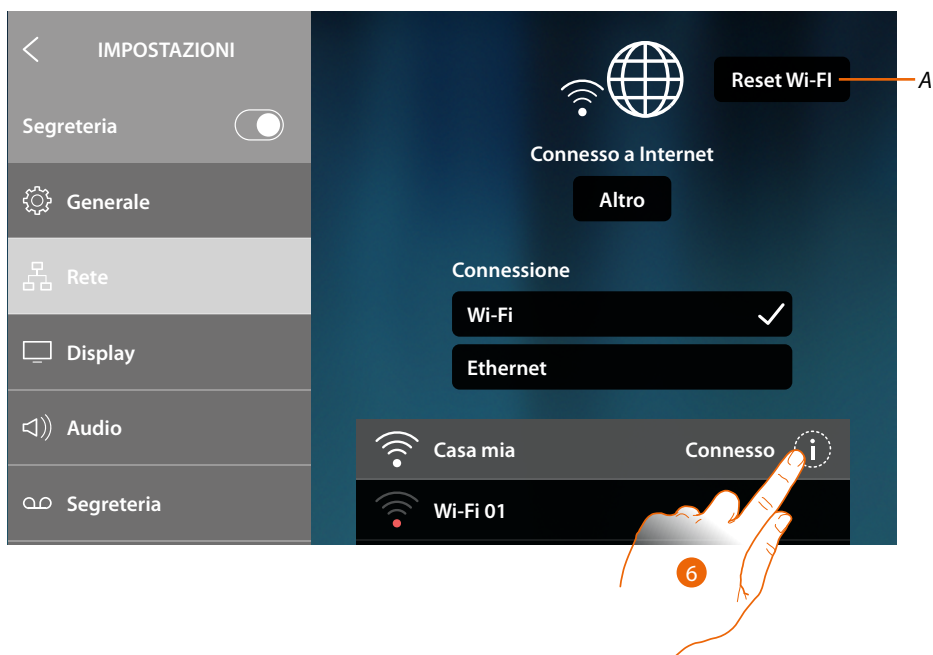 IMPOSTAZIONI
Segreteria
Generale
Rete
Display
Audio
Segreteria
Reset Wi-FI
A
Connesso a Internet
Altro
Connessione
Wi-Fi
Ethernet
Casa mia Connesso i
Wi-Fi 01
6